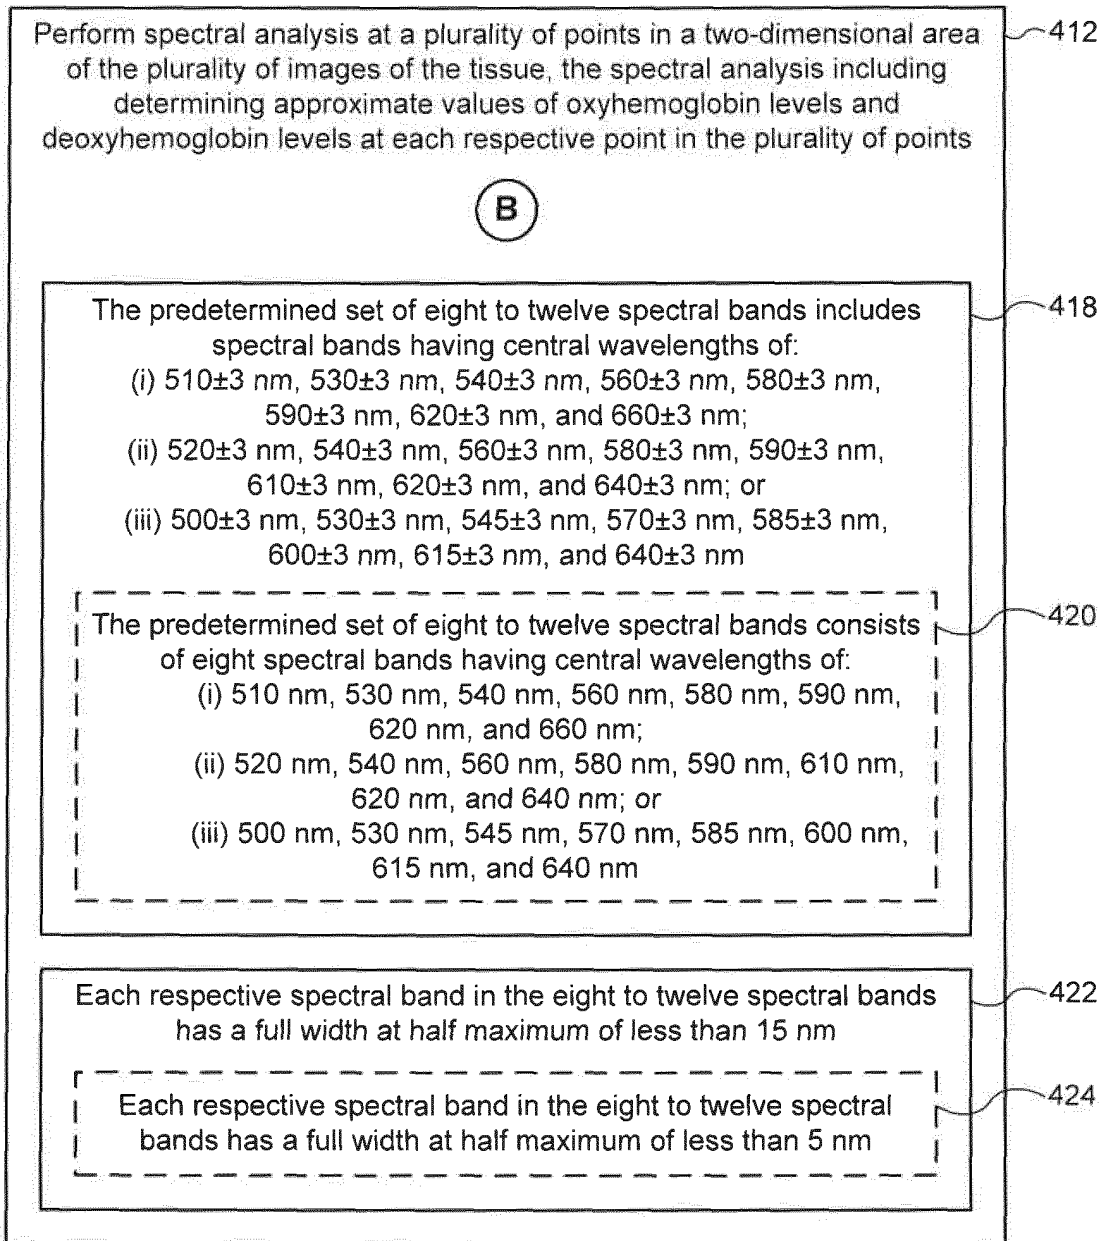 Perform spectral analysis at a plurality of points in a two-dimensional area
412
of the plurality of images of the tissue, the spectral analysis including
determining approximate values of oxyhemoglobin levels and
deoxyhemoglobin levels at each respective point in the plurality of points
B
The predetermined set of eight to twelve spectral bands includes
418
spectral bands having central wavelengths of:
(i) 510±3 nm, 530±3 nm, 540±3 nm, 560±3 nm, 580±3 nm,
590±3 nm, 620±3 nm, and 660±3 nm;
(ii) 520±3 nm, 540±3 nm, 560±3 nm, 580±3 nm, 590±3 nm,
610±3 nm, 620±3 nm, and 640±3 nm; or
(iii) 500±3 nm, 530±3 nm, 545±3 nm, 570±3 nm, 585±3 nm,
600±3 nm, 615±3 nm, and 640±3 nm
The predetermined set of eight to twelve spectral bands consists
420
of eight spectral bands having central wavelengths of:
(i) 510 nm, 530 nm, 540 nm, 560 nm, 580 nm, 590 nm,
620 nm, and 660 nm;
(ii) 520 nm, 540 nm, 560 nm, 580 nm, 590 nm, 610 nm,
620 nm, and 640 nm; or
(iii) 500 nm, 530 nm, 545 nm, 570 nm, 585 nm, 600 nm,
615 nm, and 640 nm
Each respective spectral band in the eight to twelve spectral bands
422
has a full width at half maximum of less than 15 nm
Each respective spectral band in the eight to twelve spectral
424
bands has a full width at half maximum of less than 5 nm